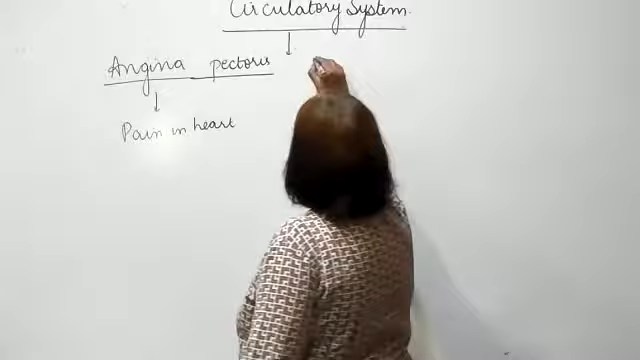 Circulatory System.
Angina pectoris
Pain in heart